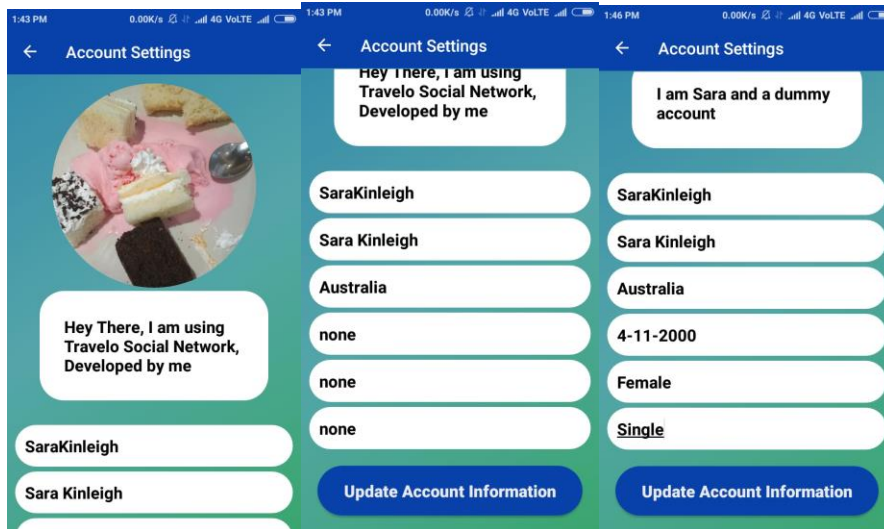 1:43 PM 0.00K/s 4G VoLTE
Account Settings
Hey There, I am using
Travelo Social Network,
Developed by me
SaraKinleigh
Sara Kinleigh
1:43 PM 0.00K/s 4G VoLTE
Account Settings
Hey There, I am using
Travelo Social Network,
Developed by me
SaraKinleigh
Sara Kinleigh
Australia
none
none
none
Update Account Information
1:46 PM 0.00K/s 4G VoLTE
Account Settings
I am Sara and a dummy
account
SaraKinleigh
Sara Kinleigh
Australia
4-11-2000
Female
Single
Update Account Information